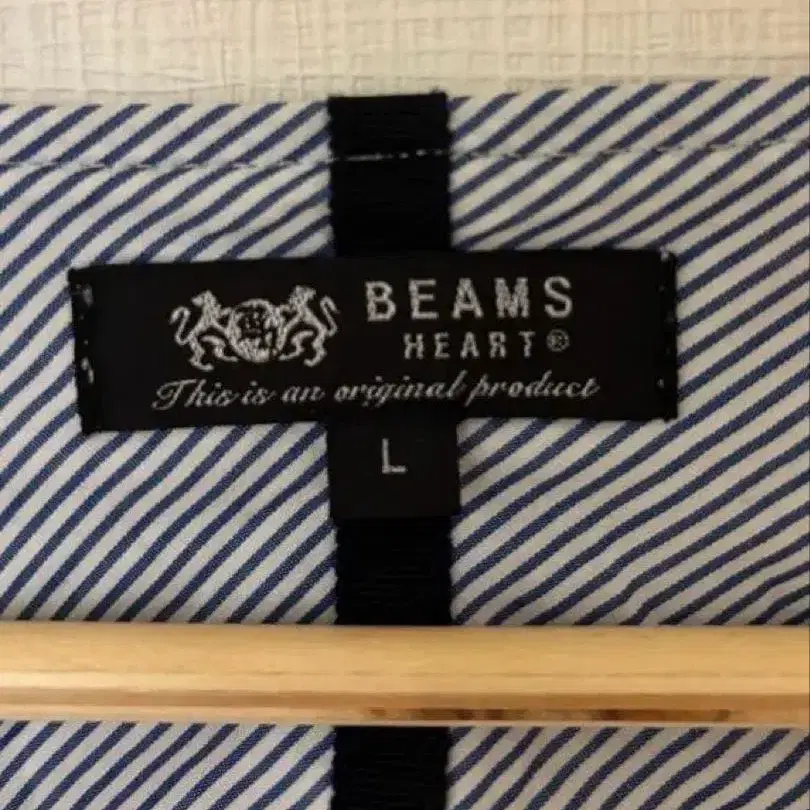 BEAMS
HEART®
This is an original product
L